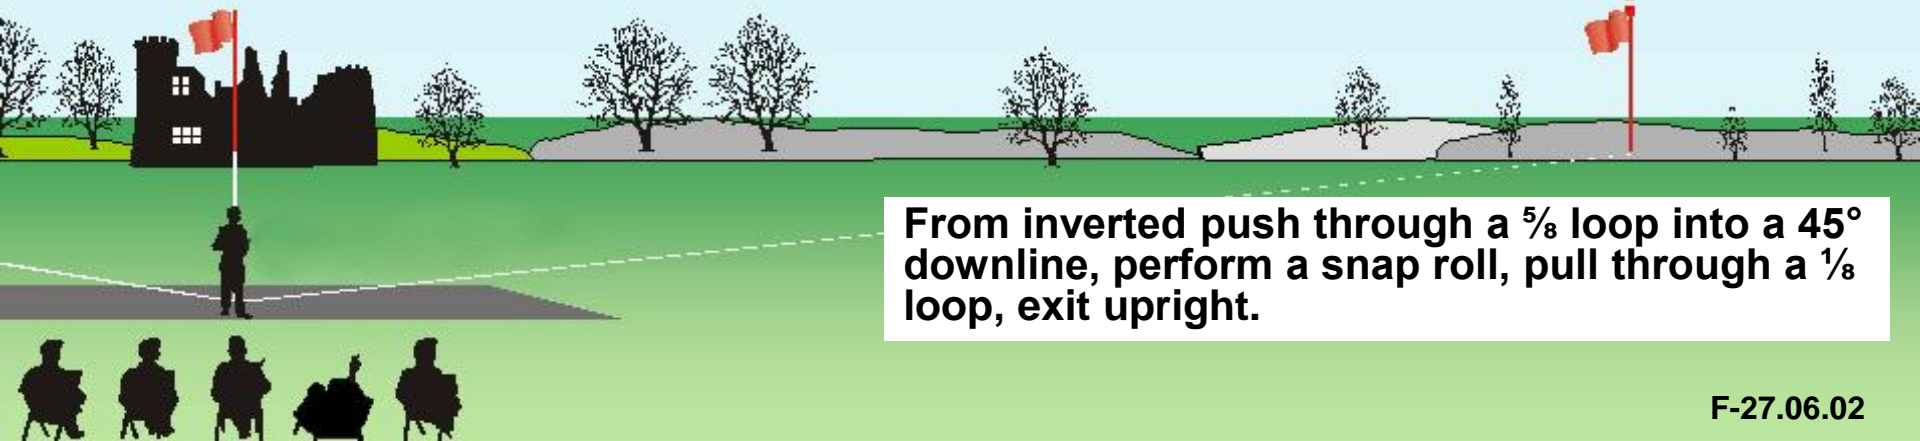 From inverted push through a ⅝ loop into a 45°
downline, perform a snap roll, pull through a ⅛
loop, exit upright.
F-27.06.02